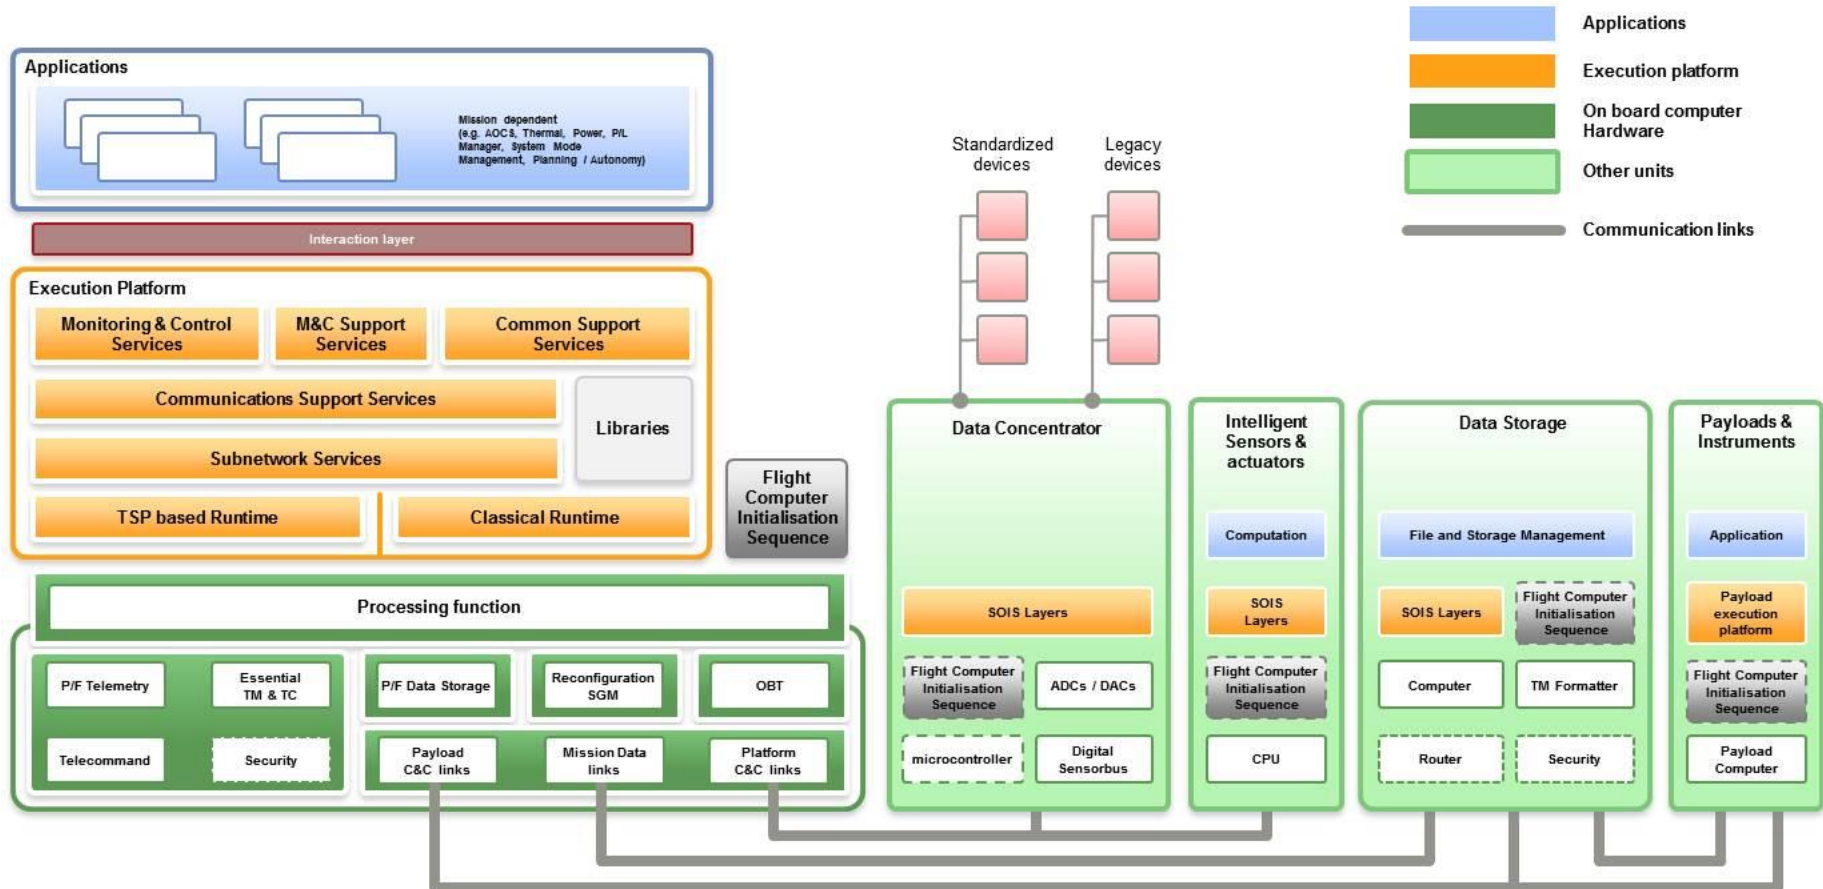 Applications
Execution platform
On board computer
Hardware
Other units
Communication links
Applications
Mission dependent
(e.g. AOCS, Thermal, Power, P/L
Manager, System Mode
Management, Planning / Autonomy)
Interaction layer
Execution Platform
Monitoring & Control
Services
M&C Support
Services
Common Support
Services
Communications Support Services
Libraries
Subnetwork Services
TSP based Runtime
Classical Runtime
Flight
Computer
Initialisation
Sequence
Processing function
P/F Telemetry
Essential
TM & TC
P/F Data Storage
Reconfiguration
SGM
OBT
Telecommand
Security
Payload
C&C links
Mission Data
links
Platform
C&C links
Standardized
devices
Legacy
devices
Data Concentrator
SOIS Layers
Flight Computer
Initialisation
Sequence
ADCs / DACs
microcontroller
Digital
Sensorbus
Intelligent
Sensors &
actuators
Computation
SOIS
Layers
Flight Computer
Initialisation
Sequence
CPU
Data Storage
File and Storage Management
SOIS Layers
Flight Computer
Initialisation
Sequence
Computer
TM Formatter
Router
Security
Payloads &
Instruments
Application
Payload
execution
platform
Flight Computer
Initialisation
Sequence
Payload
Computer